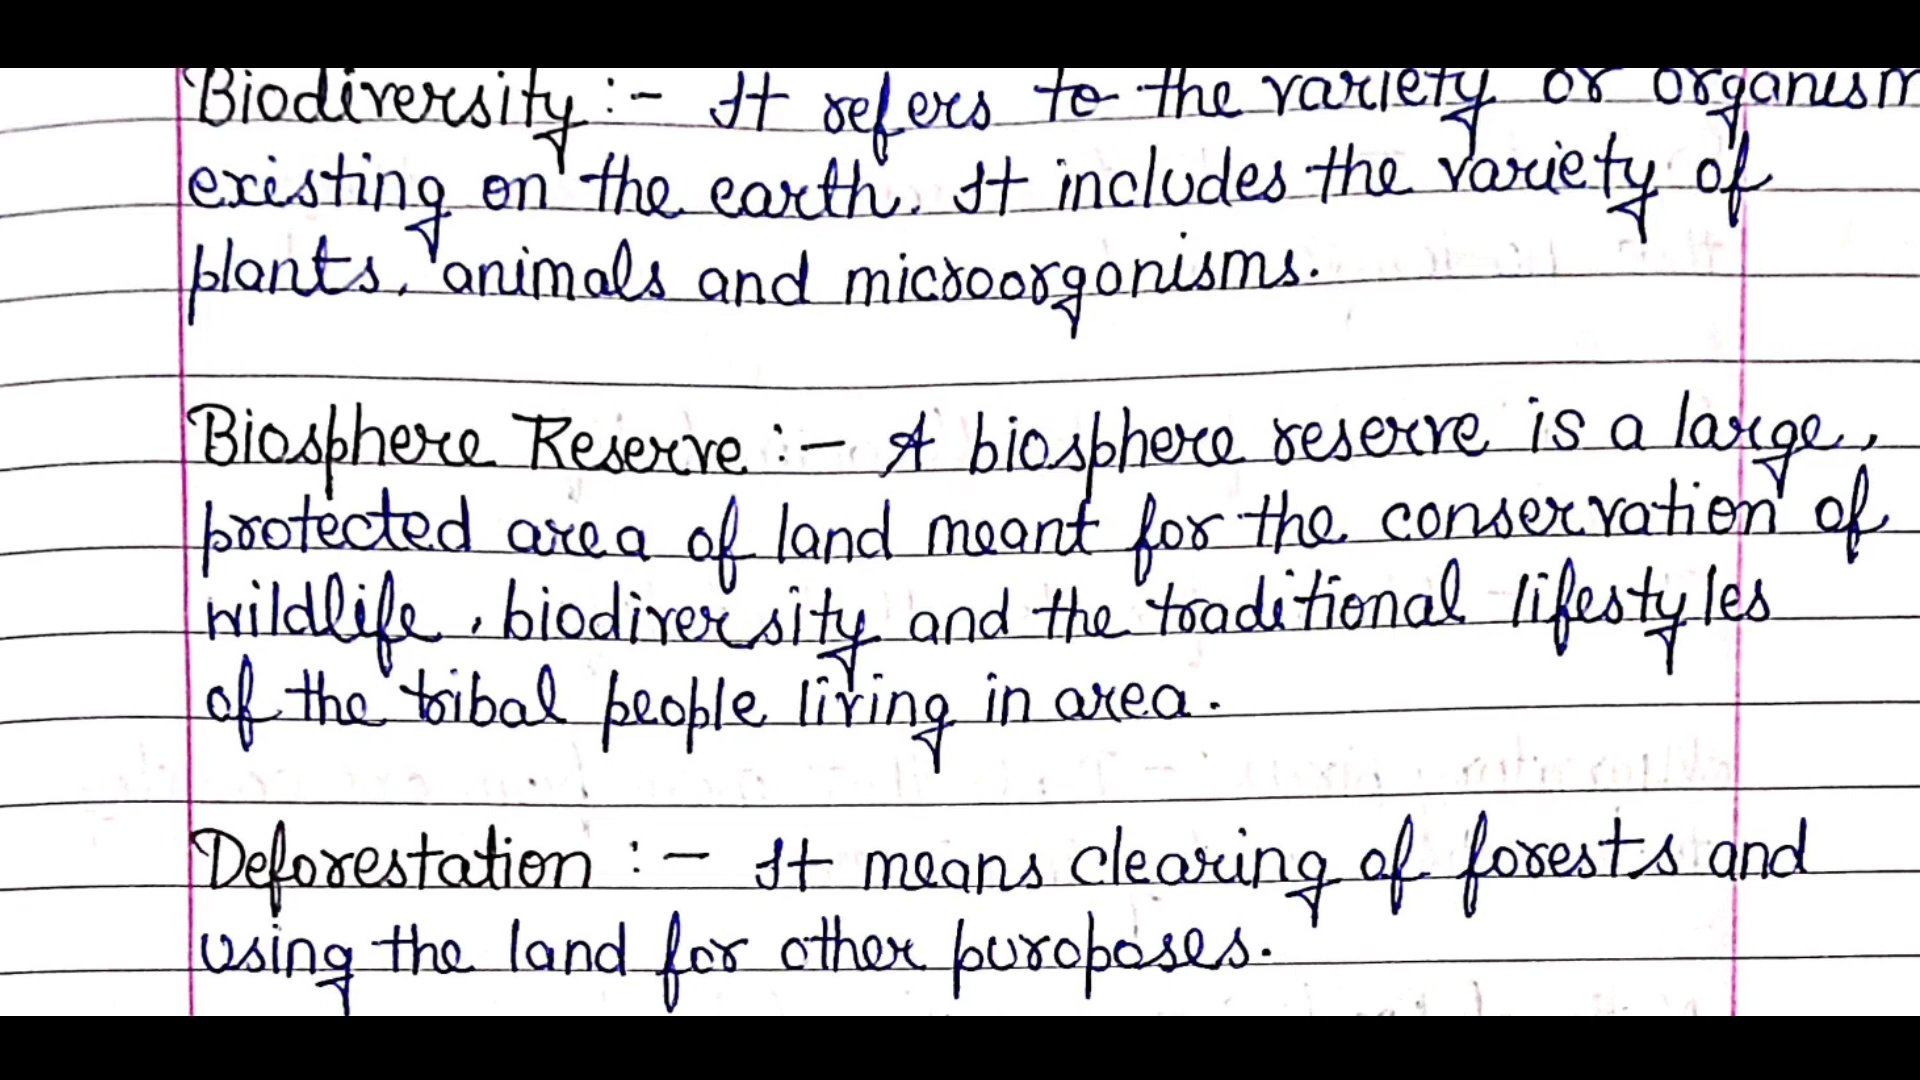 Biodiversity :- It refers to the variety of organism
existing on the earth. It includes the variety of
plants, animals and microorganisms.
Biosphere Reserve :- A biosphere reserve is a large,
protected area of land meant for the conservation of
wildlife, biodiversity and the traditional lifestyles
of the tribal people living in area.
Deforestation :- It means clearing of forests and
using the land for other puropases.